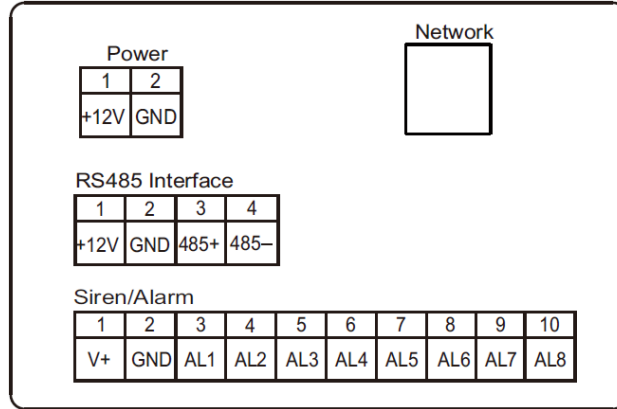 Power
Network
1 2
+12V GND
RS485 Interface
1 2 3 4
+12V GND 485+ 485–
Siren/Alarm
1 2 3 4 5 6 7 8 9 10
V+ GND AL1 AL2 AL3 AL4 AL5 AL6 AL7 AL8